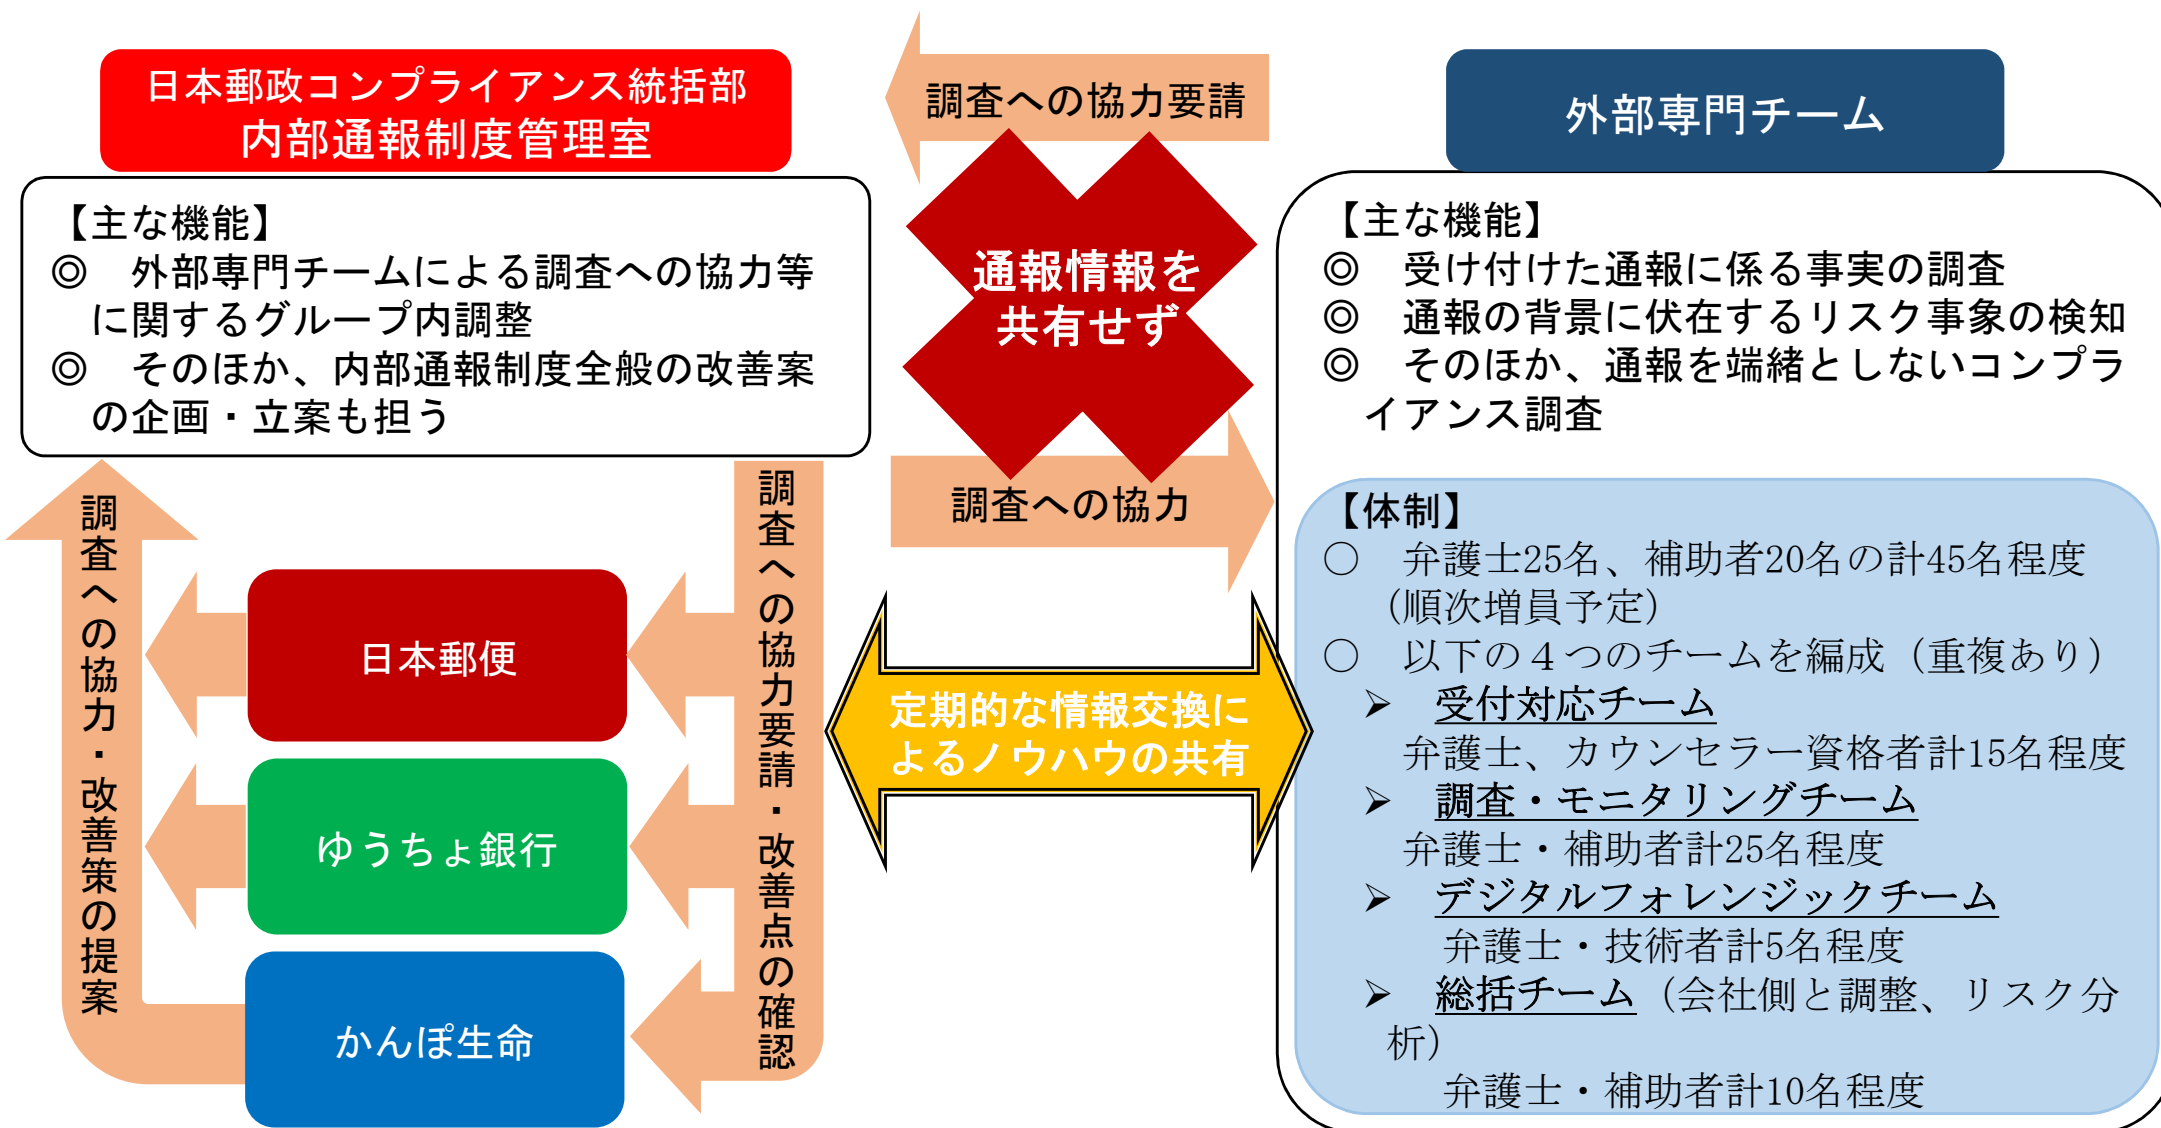 日本郵政コンプライアンス統括部
内部通報制度管理室
【主な機能】
◎　外部専門チームによる調査への協力等
に関するグループ内調整
◎　そのほか、内部通報制度全般の改善案
の企画・立案も担う
調査への協力要請
通報情報を
共有せず
調査への協力
外部専門チーム
【主な機能】
◎　受け付けた通報に係る事実の調査
◎　通報の背景に伏在するリスク事象の検知
◎　そのほか、通報を端緒としないコンプラ
イアンス調査
【体制】
○　弁護士25名、補助者20名の計45名程度
（順次増員予定）
○　以下の４つのチームを編成（重複あり）
➢　受付対応チーム
弁護士、カウンセラー資格者計15名程度
➢　調査・モニタリングチーム
弁護士・補助者計25名程度
➢　デジタルフォレンジックチーム
弁護士・技術者計5名程度
➢　総括チーム（会社側と調整、リスク分
析）
弁護士・補助者計10名程度
調査への協力・改善策の提案
日本郵便
ゆうちょ銀行
かんぽ生命
調査への協力要請・改善点の確認
定期的な情報交換に
よるノウハウの共有